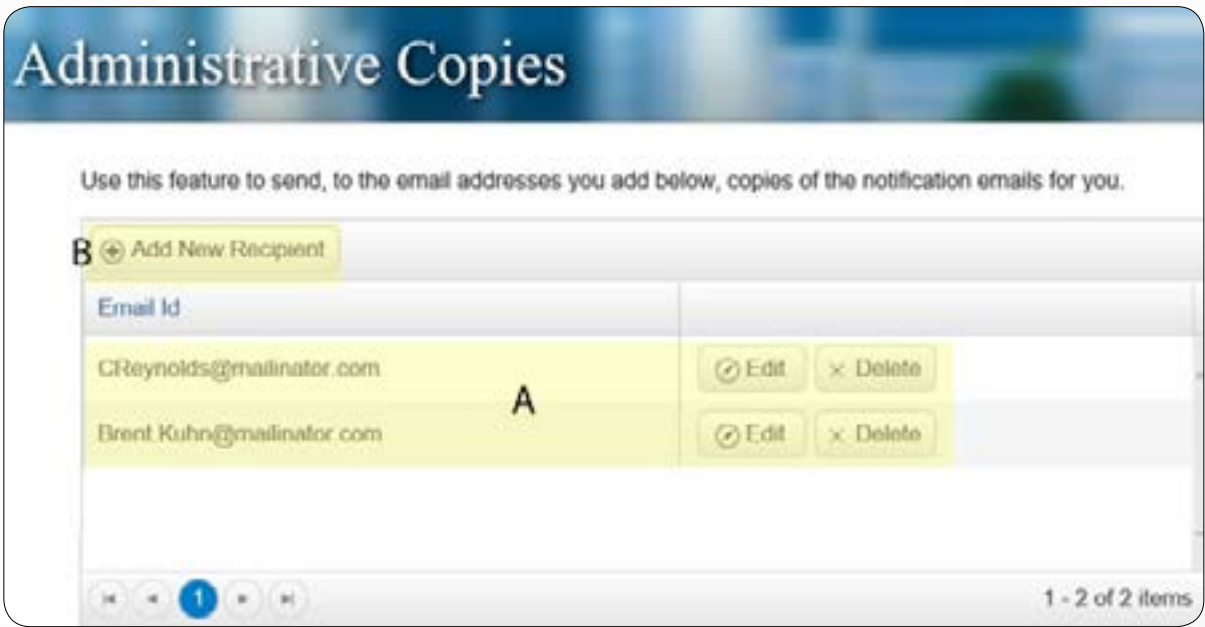 Administrative Copies
Use this feature to send, to the email addresses you add below, copies of the notification emails for you.
B Add New Recipient
Email Id
CReynolds@mailinator.com Edit Delete
A
Brent.Kuhn@mailinator.com Edit Delete
1 1 - 2 of 2 items